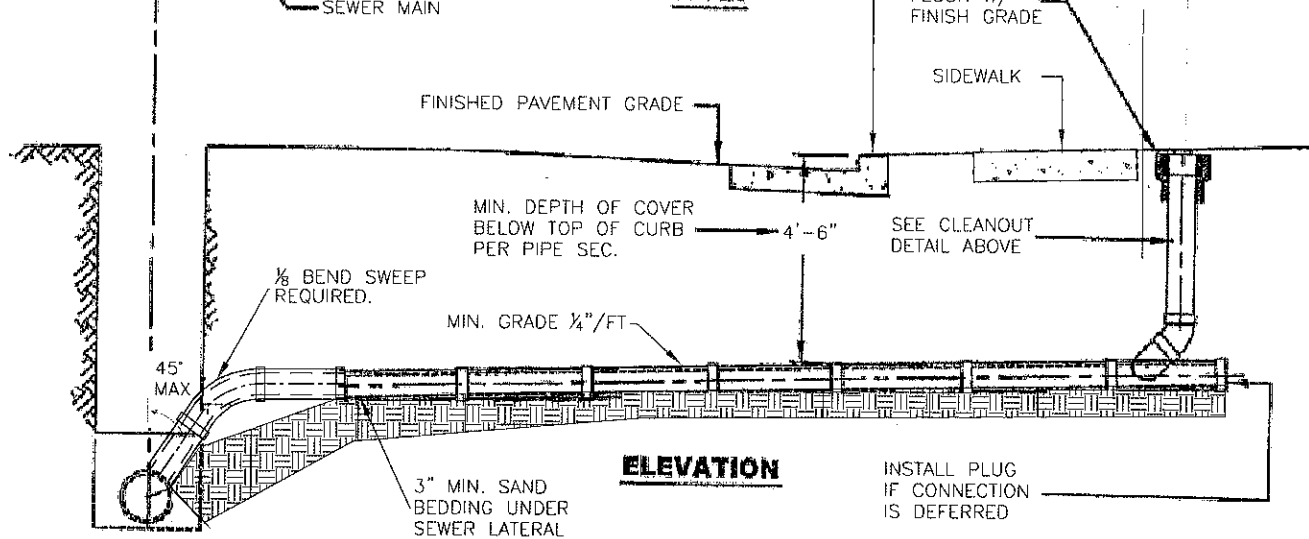 SEWER MAIN
FINISH GRADE
SIDEWALK
FINISHED PAVEMENT GRADE
MIN. DEPTH OF COVER
BELOW TOP OF CURB
PER PIPE SEC.
4'-6"
SEE CLEANOUT
DETAIL ABOVE
⅛ BEND SWEEP
REQUIRED.
MIN. GRADE ¼"/FT
45°
MAX
ELEVATION
3" MIN. SAND
BEDDING UNDER
SEWER LATERAL
INSTALL PLUG
IF CONNECTION
IS DEFERRED